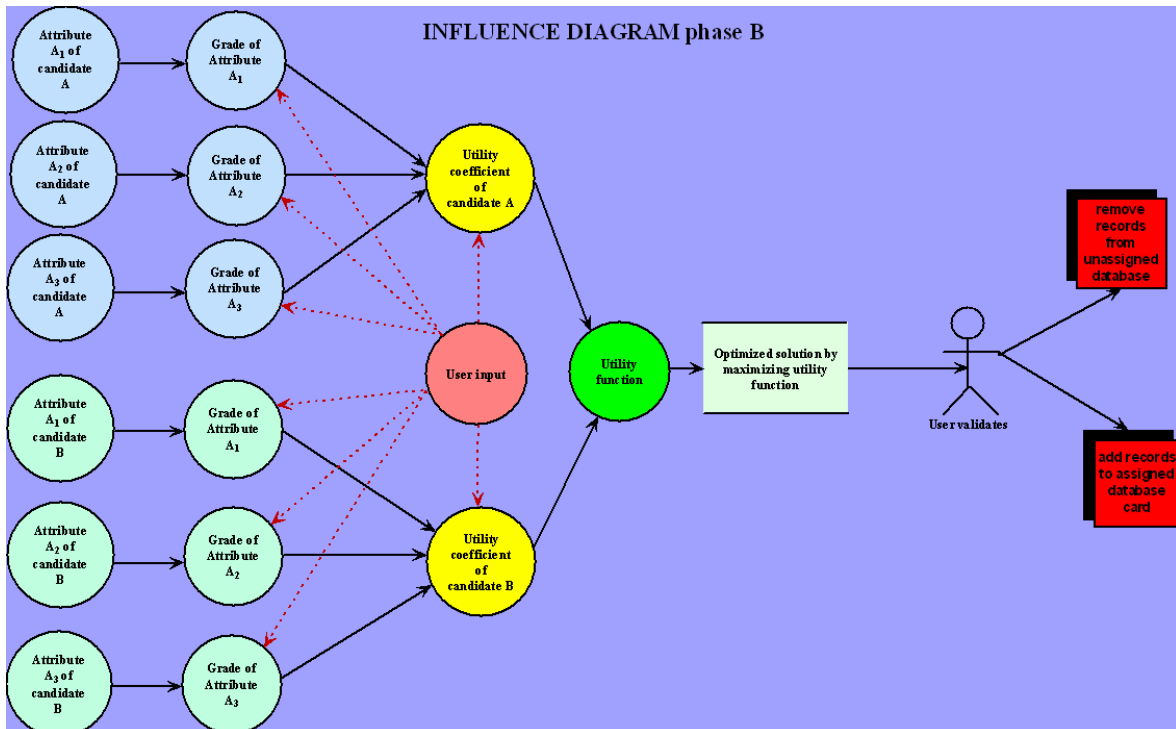 INFLUENCE DIAGRAM phase B
Attribute
A1 of
candidate
A
Grade of
Attribute
A1
Attribute
A2 of
candidate
A
Grade of
Attribute
A2
Attribute
A3 of
candidate
A
Grade of
Attribute
A3
Utility
coefficient
of
candidate A
User input
Attribute
A1 of
candidate
B
Grade of
Attribute
A1
Attribute
A2 of
candidate
B
Grade of
Attribute
A2
Attribute
A3 of
candidate
B
Grade of
Attribute
A3
Utility
coefficient
of
candidate B
Utility
function
Optimized solution by
maximizing utility
function
User validates
remove
records
from
unassigned
database
add records
to assigned
database
card